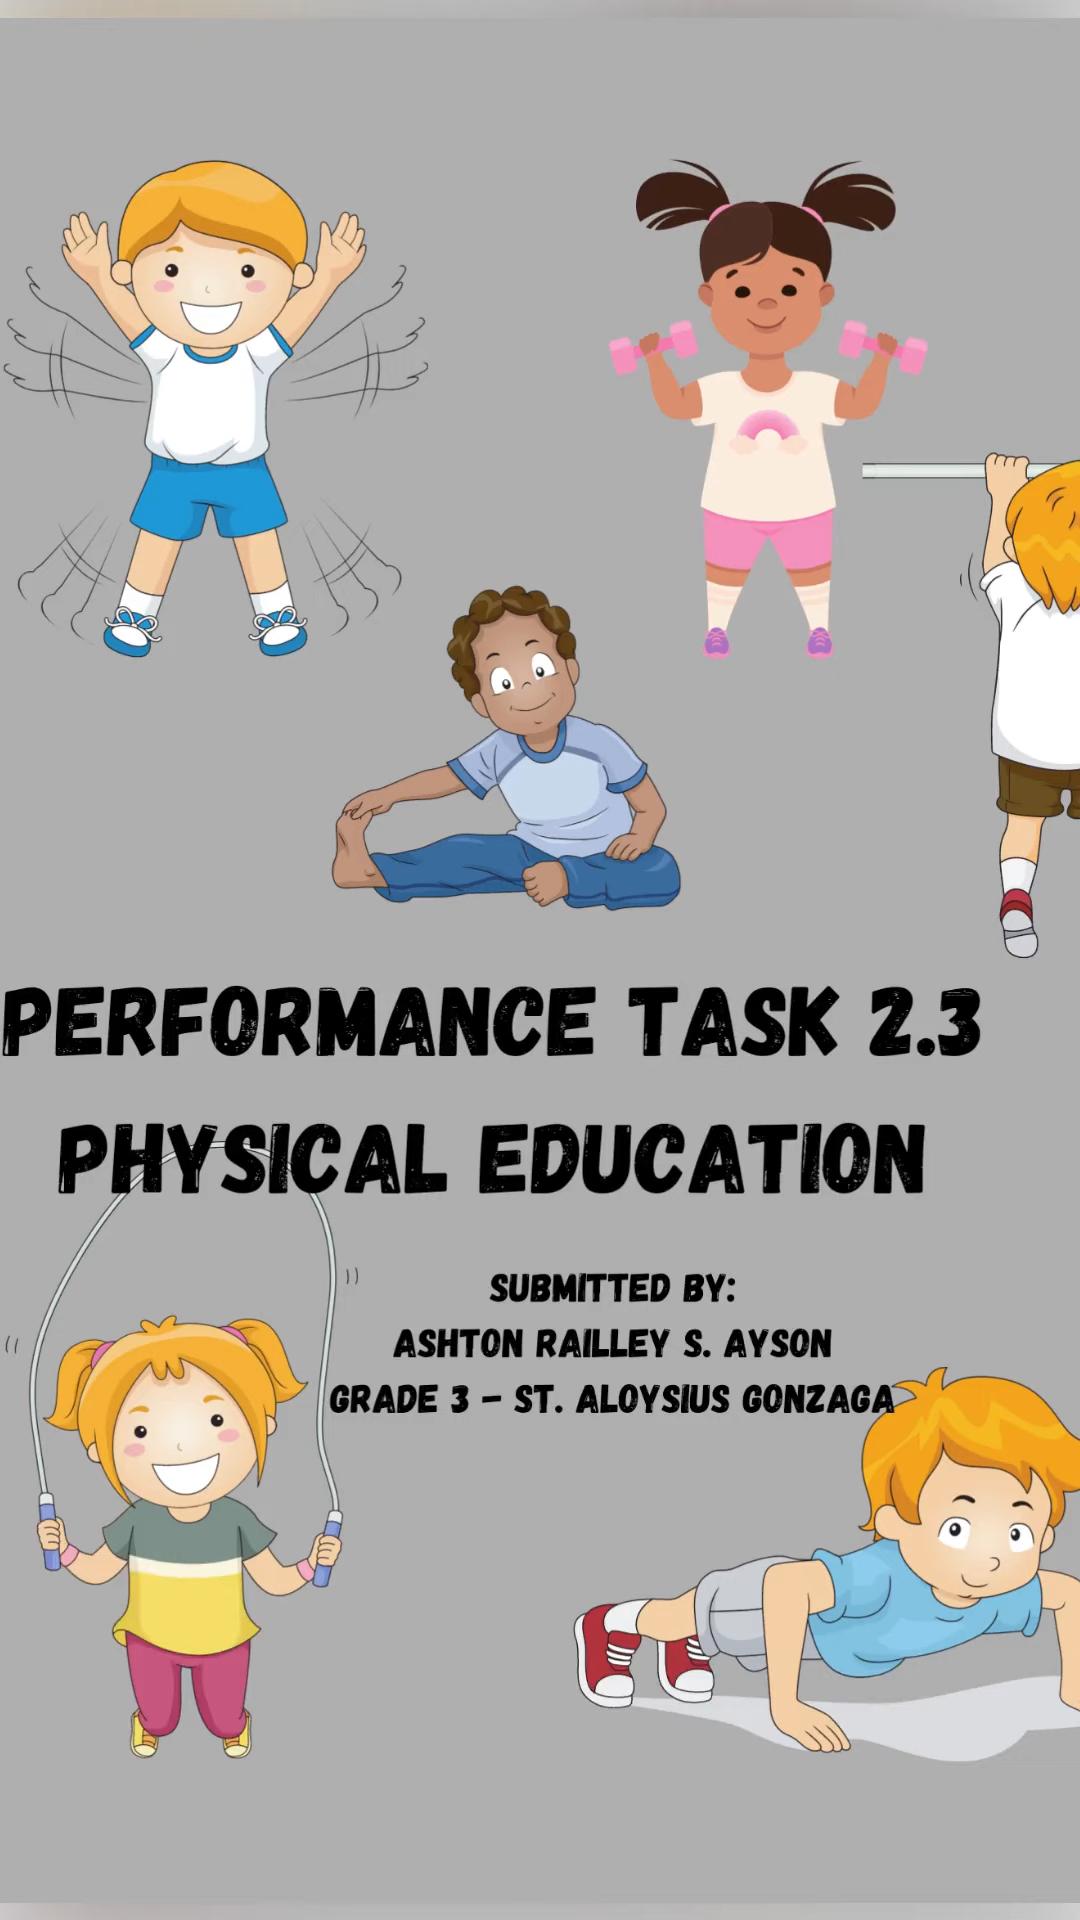 PERFORMANCE TASK 2.3
PHYSICAL EDUCATION
SUBMITTED BY:
ASHTON RAILLEY S. AYSON
GRADE 3 - ST. ALOYSIUS GONZAGA